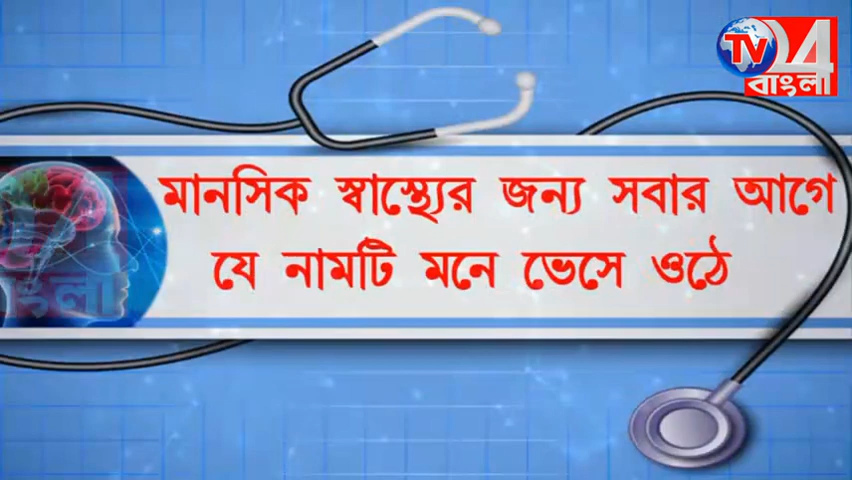 TV 24
বাংলা
মানসিক স্বাস্থ্যের জন্য সবার আগে
যে নামটি মনে ভেসে ওঠে